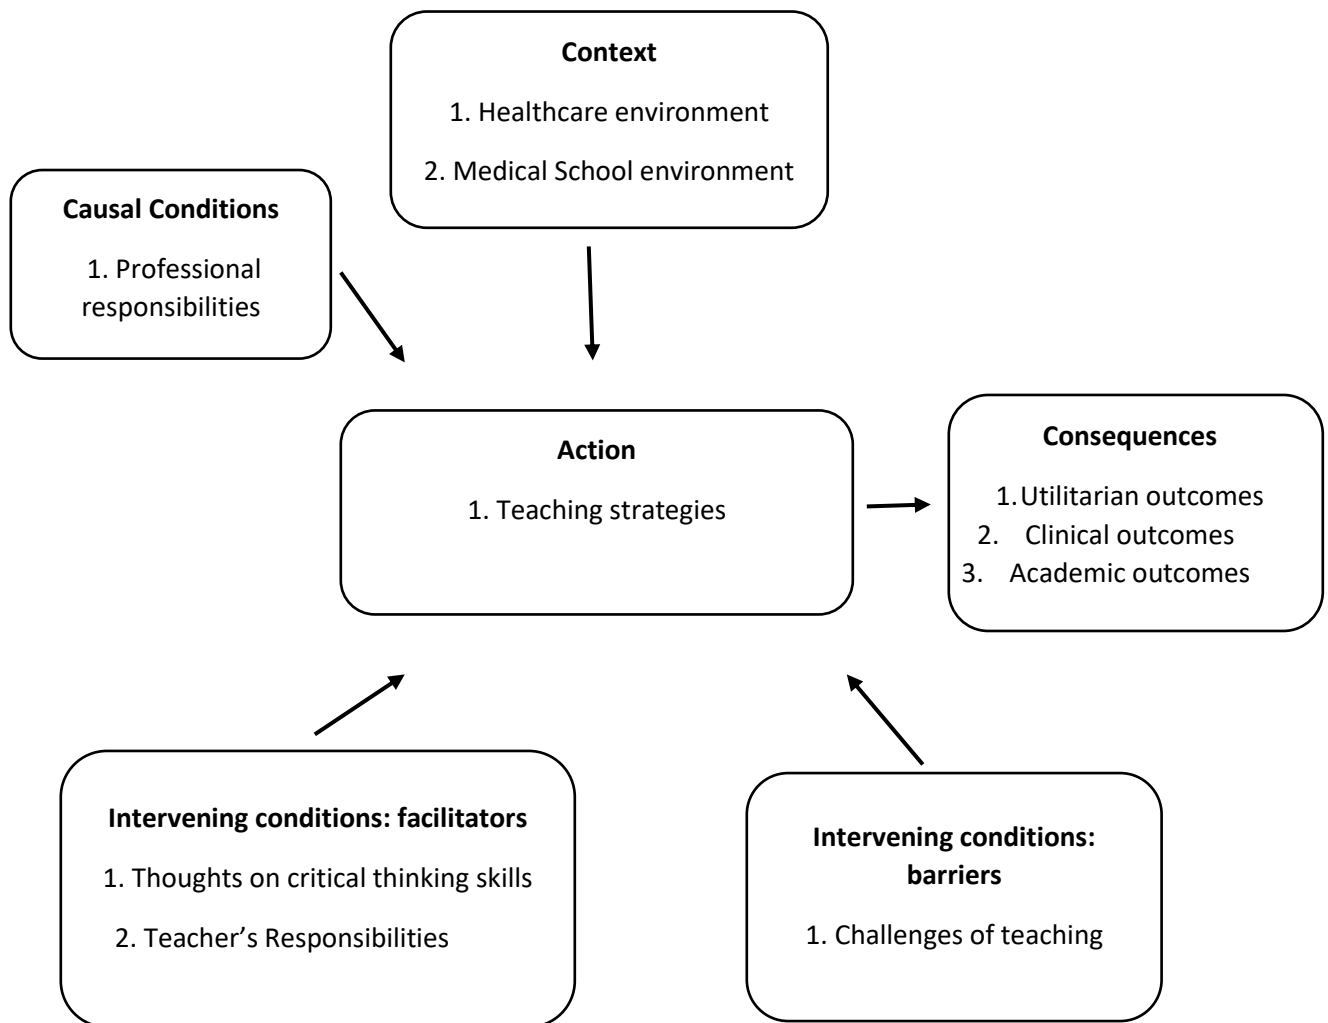 Context
1. Healthcare environment
2. Medical School environment
Causal Conditions
1. Professional
responsibilities
Action
1. Teaching strategies
Consequences
1. Utilitarian outcomes
2. Clinical outcomes
3. Academic outcomes
Intervening conditions: facilitators
1. Thoughts on critical thinking skills
2. Teacher’s Responsibilities
Intervening conditions:
barriers
1. Challenges of teaching